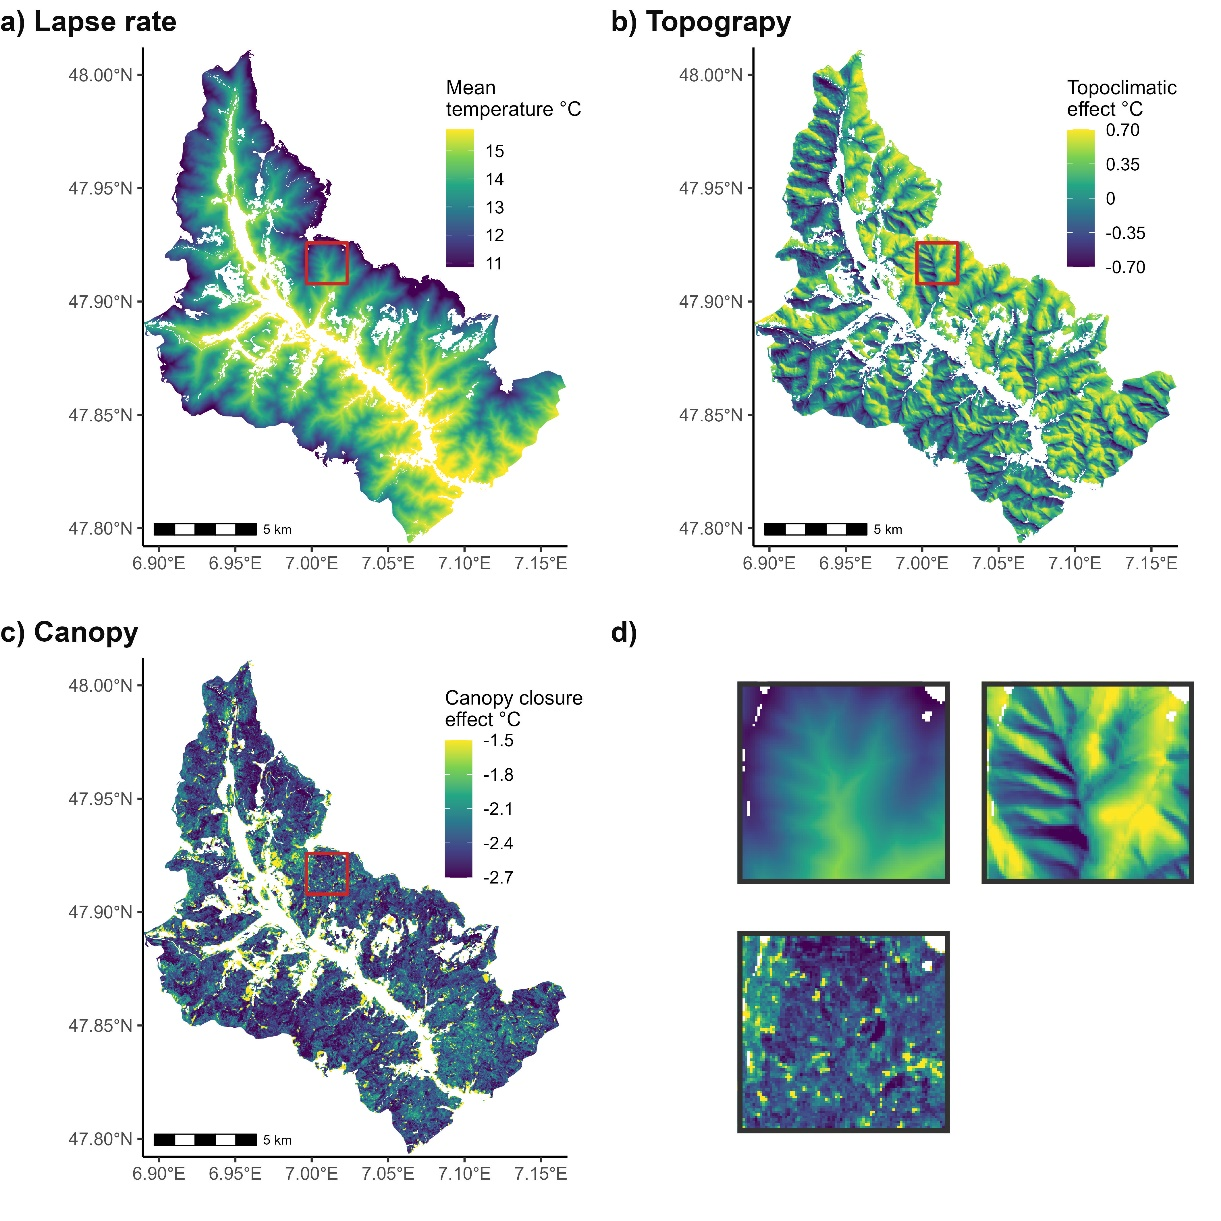 a) Lapse rate
48.00°N
47.95°N
47.90°N
47.85°N
47.80°N
6.90°E 6.95°E 7.00°E 7.05°E 7.10°E 7.15°E
Mean
temperature °C
15
14
13
12
11
5 km
b) Topograpy
48.00°N
47.95°N
47.90°N
47.85°N
47.80°N
6.90°E 6.95°E 7.00°E 7.05°E 7.10°E 7.15°E
Topoclimatic
effect °C
0.70
0.35
0
-0.35
-0.70
5 km
c) Canopy
48.00°N
47.95°N
47.90°N
47.85°N
47.80°N
6.90°E 6.95°E 7.00°E 7.05°E 7.10°E 7.15°E
Canopy closure
effect °C
-1.5
-1.8
-2.1
-2.4
-2.7
5 km
d)